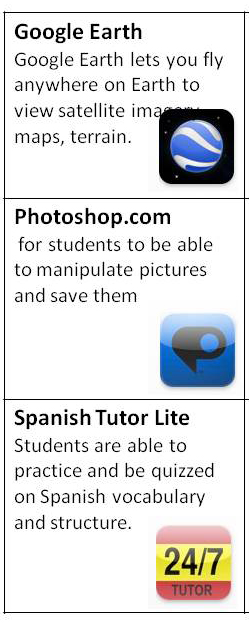 Google Earth
Google Earth lets you fly
anywhere on Earth to
view satellite imagery,
maps, terrain.
Photoshop.com
for students to be able
to manipulate pictures
and save them
Spanish Tutor Lite
Students are able to
practice and be quizzed
on Spanish vocabulary
and structure.
24/7
TUTOR